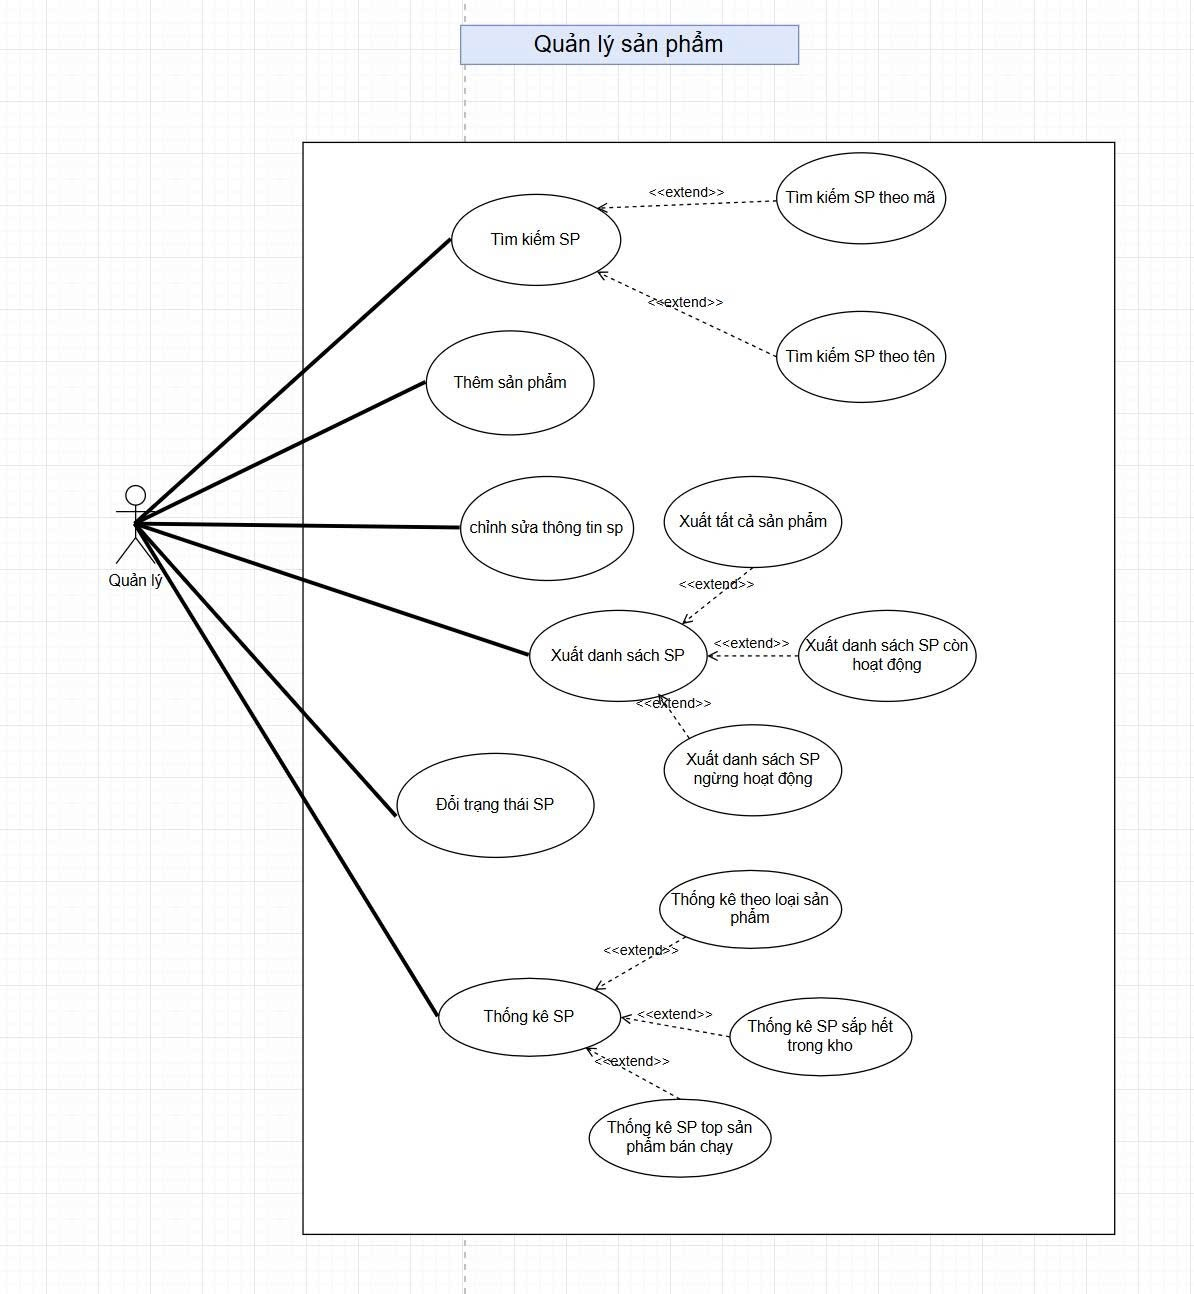 Quản lý sản phẩm
<<extend>>
Tìm kiếm SP theo mã
Tìm kiếm SP
<<extend>>
Tìm kiếm SP theo tên
Thêm sản phẩm
chỉnh sửa thông tin sp
Xuất tất cả sản phẩm
Quản lý
<<extend>>
Xuất danh sách SP
<<extend>>
Xuất danh sách SP còn
hoạt động
<<extend>>
Xuất danh sách SP
ngừng hoạt động
Đổi trạng thái SP
Thống kê theo loại sản
phẩm
<<extend>>
Thống kê SP
<<extend>>
Thống kê SP sắp hết
trong kho
<<extend>>
Thống kê SP top sản
phẩm bán chạy